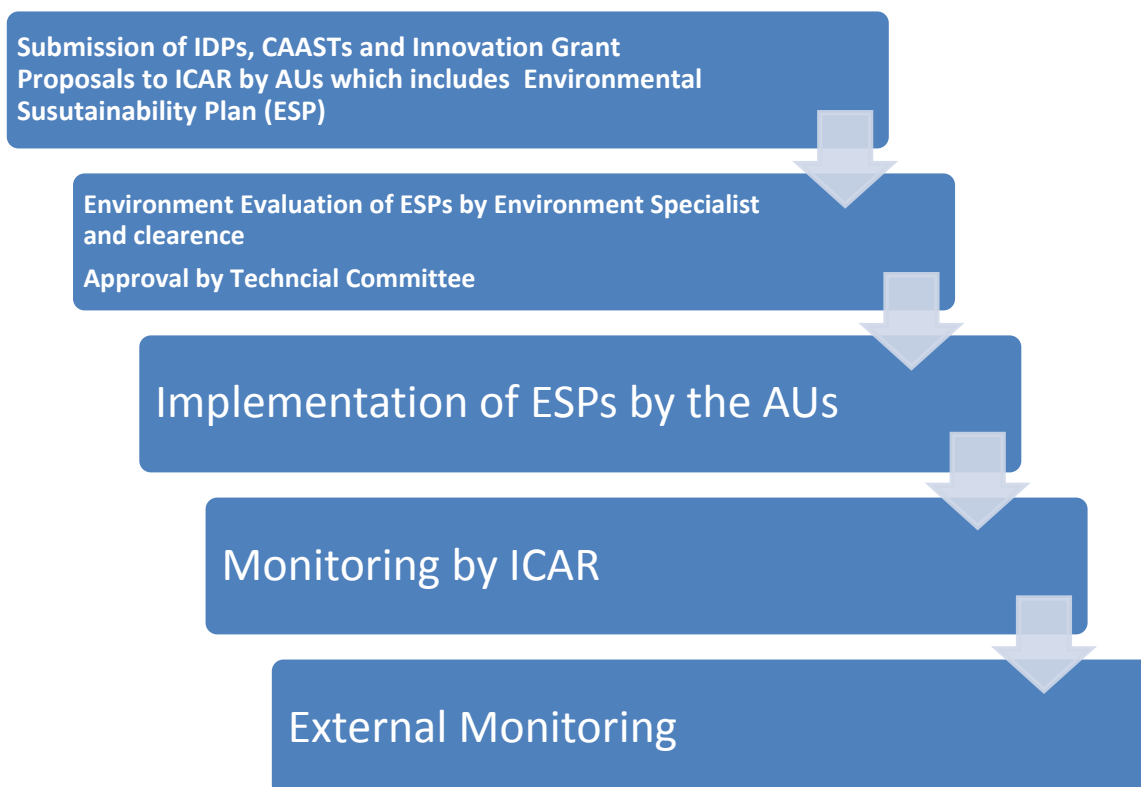 Submission of IDPs, CAASTs and Innovation Grant
Proposals to ICAR by AUs which includes Environmental
Susutainability Plan (ESP)
Environment Evaluation of ESPs by Environment Specialist
and clearence
Approval by Techncial Committee
Implementation of ESPs by the AUs
Monitoring by ICAR
External Monitoring